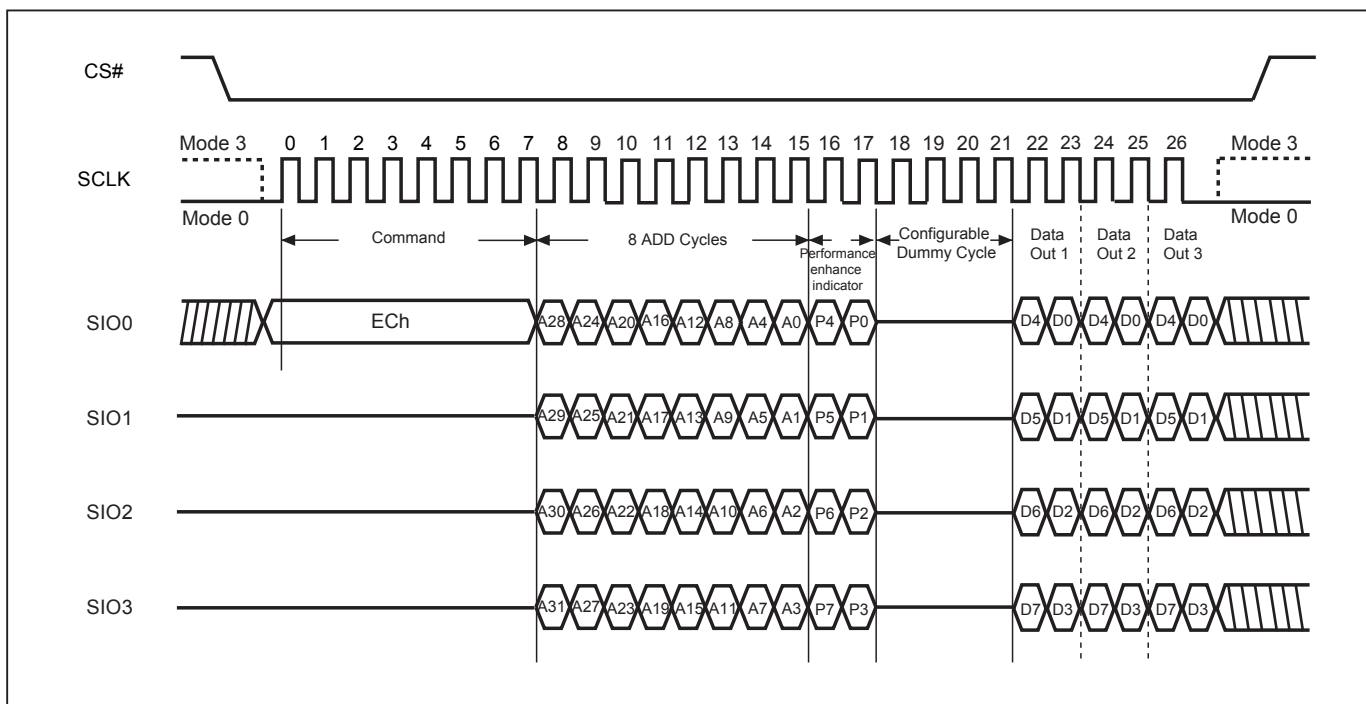 CS#
Mode 3 0 1 2 3 4 5 6 7 8 9 10 11 12 13 14 15 16 17 18 19 20 21 22 23 24 25 26 Mode 3
SCLK
Mode 0 Mode 0
Command 8 ADD Cycles Performance enhance indicator Configurable Dummy Cycle Data Out 1 Data Out 2 Data Out 3
SIO0 ECh A28 A24 A20 A16 A12 A8 A4 A0 P4 P0 D4 D0 D4 D0 D4 D0
SIO1 A29 A25 A21 A17 A13 A9 A5 A1 P5 P1 D5 D1 D5 D1 D5 D1
SIO2 A30 A26 A22 A18 A14 A10 A6 A2 P6 P2 D6 D2 D6 D2 D6 D2
SIO3 A31 A27 A23 A19 A15 A11 A7 A3 P7 P3 D7 D3 D7 D3 D7 D3